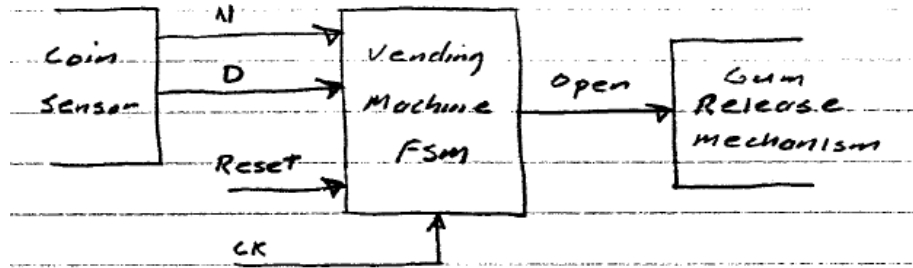 N
Coin
Sensor
D
Reset
CK
Vending
Machine
FSM
Open
Gum
Release
mechanism